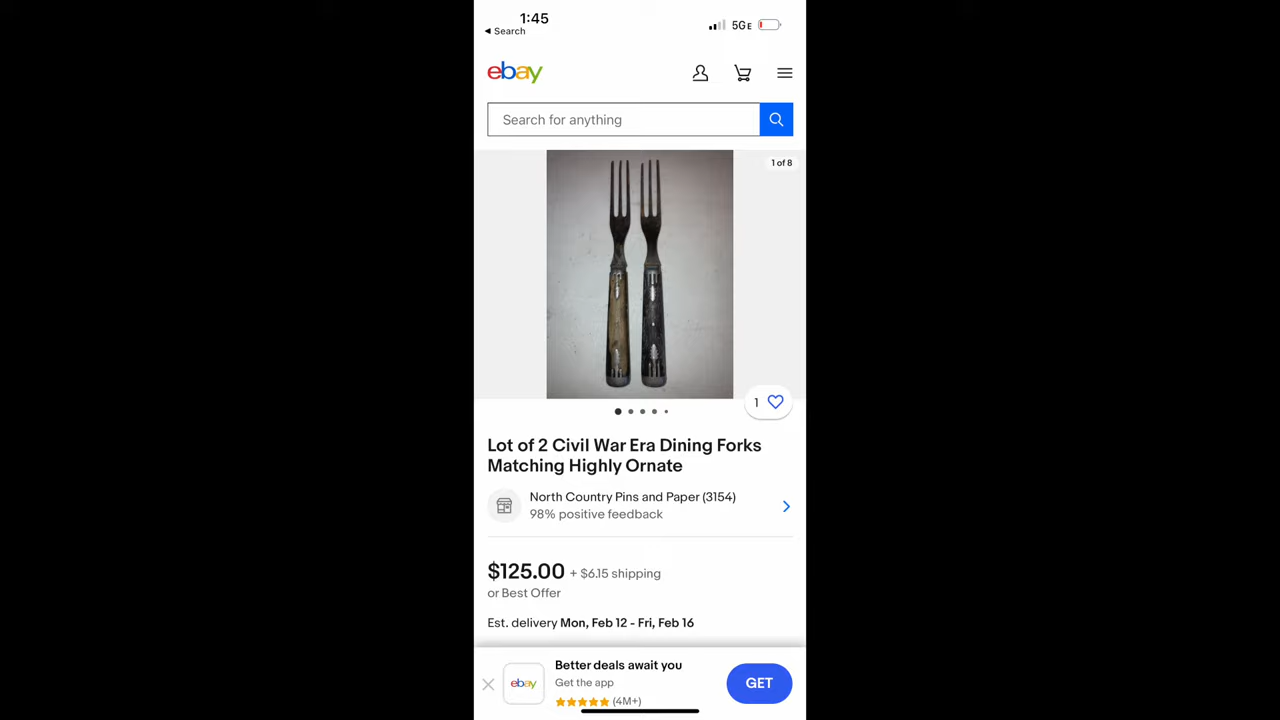 1:45
5GE
◄ Search
ebay
Search for anything
1 of 8
1
Lot of 2 Civil War Era Dining Forks
Matching Highly Ornate
North Country Pins and Paper (3154)
98% positive feedback
$125.00 + $6.15 shipping
or Best Offer
Est. delivery Mon, Feb 12 - Fri, Feb 16
Better deals await you
ebay
Get the app
GET
(4M+)